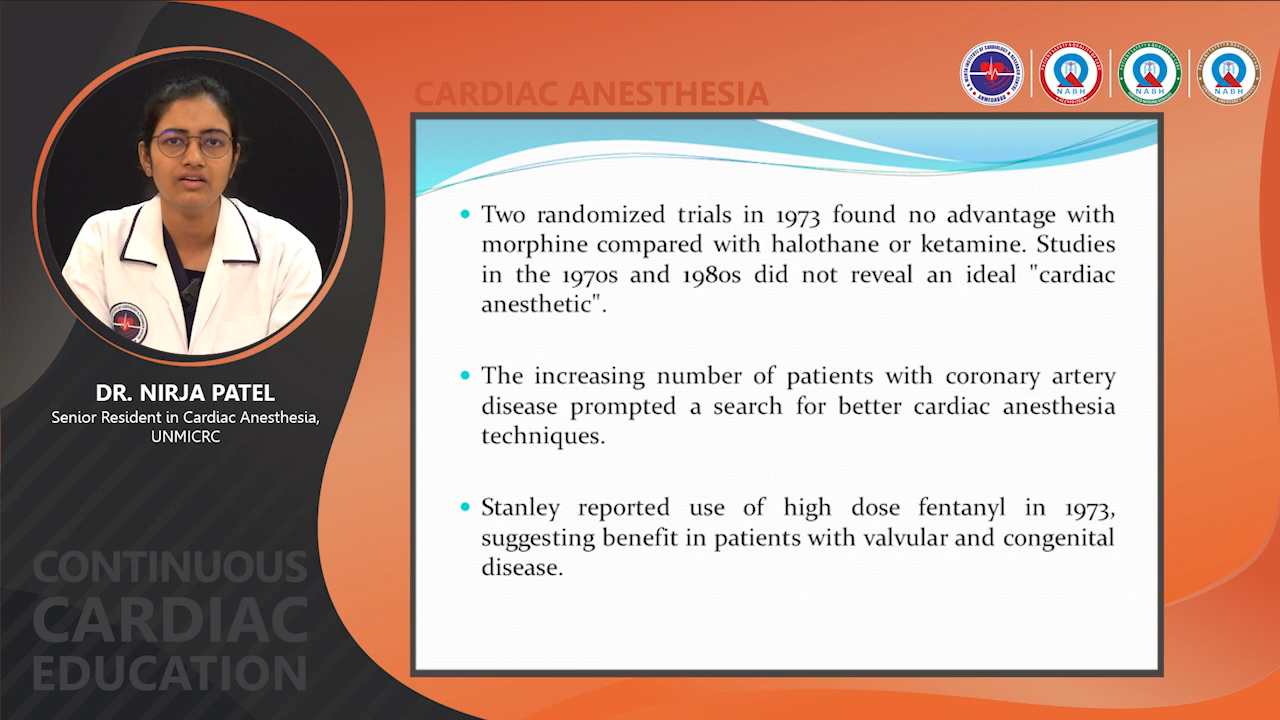 CARDIAC ANESTHESIA
NABH
NABH
NABH
• Two randomized trials in 1973 found no advantage with
morphine compared with halothane or ketamine. Studies
in the 1970s and 1980s did not reveal an ideal "cardiac
anesthetic".
• The increasing number of patients with coronary artery
disease prompted a search for better cardiac anesthesia
techniques.
• Stanley reported use of high dose fentanyl in 1973,
suggesting benefit in patients with valvular and congenital
disease.
DR. NIRJA PATEL
Senior Resident in Cardiac Anesthesia,
UNMICRC
CONTINUOUS
CARDIAC
EDUCATION